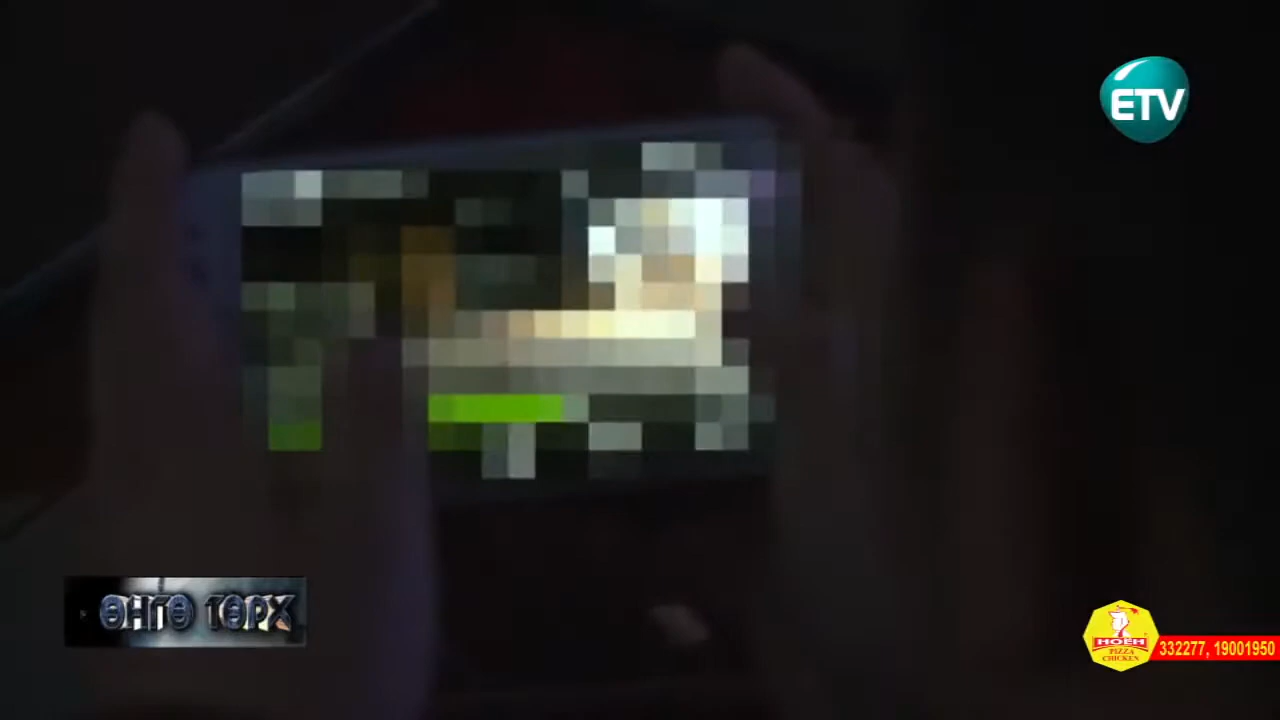 ETV
ӨНГӨ ТӨРХ
НОЁН
PIZZA
CHICKEN
332277, 19001950